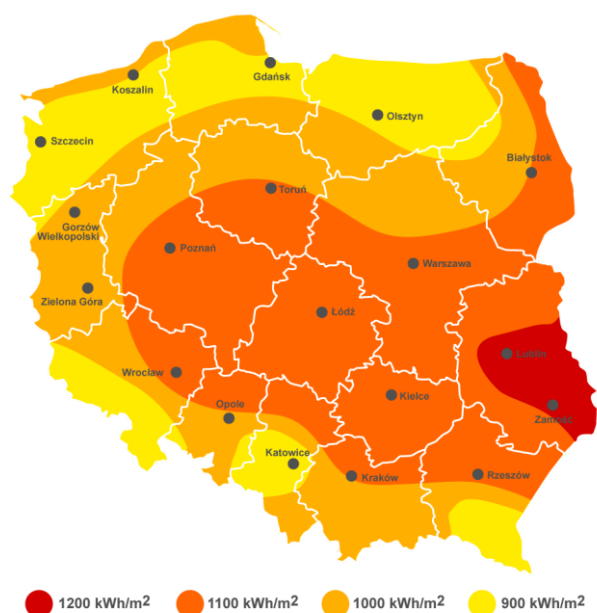 Gdańsk
Koszalin
Olsztyn
Szczecin
Białystok
Toruń
Gorzów
Wielkopolski
Poznań
Warszawa
Zielona Góra
Łódź
Lublin
Wrocław
Kielce
Opole
Zamość
Katowice
Kraków
Rzeszów
1200 kWh/m²
1100 kWh/m²
1000 kWh/m²
900 kWh/m²